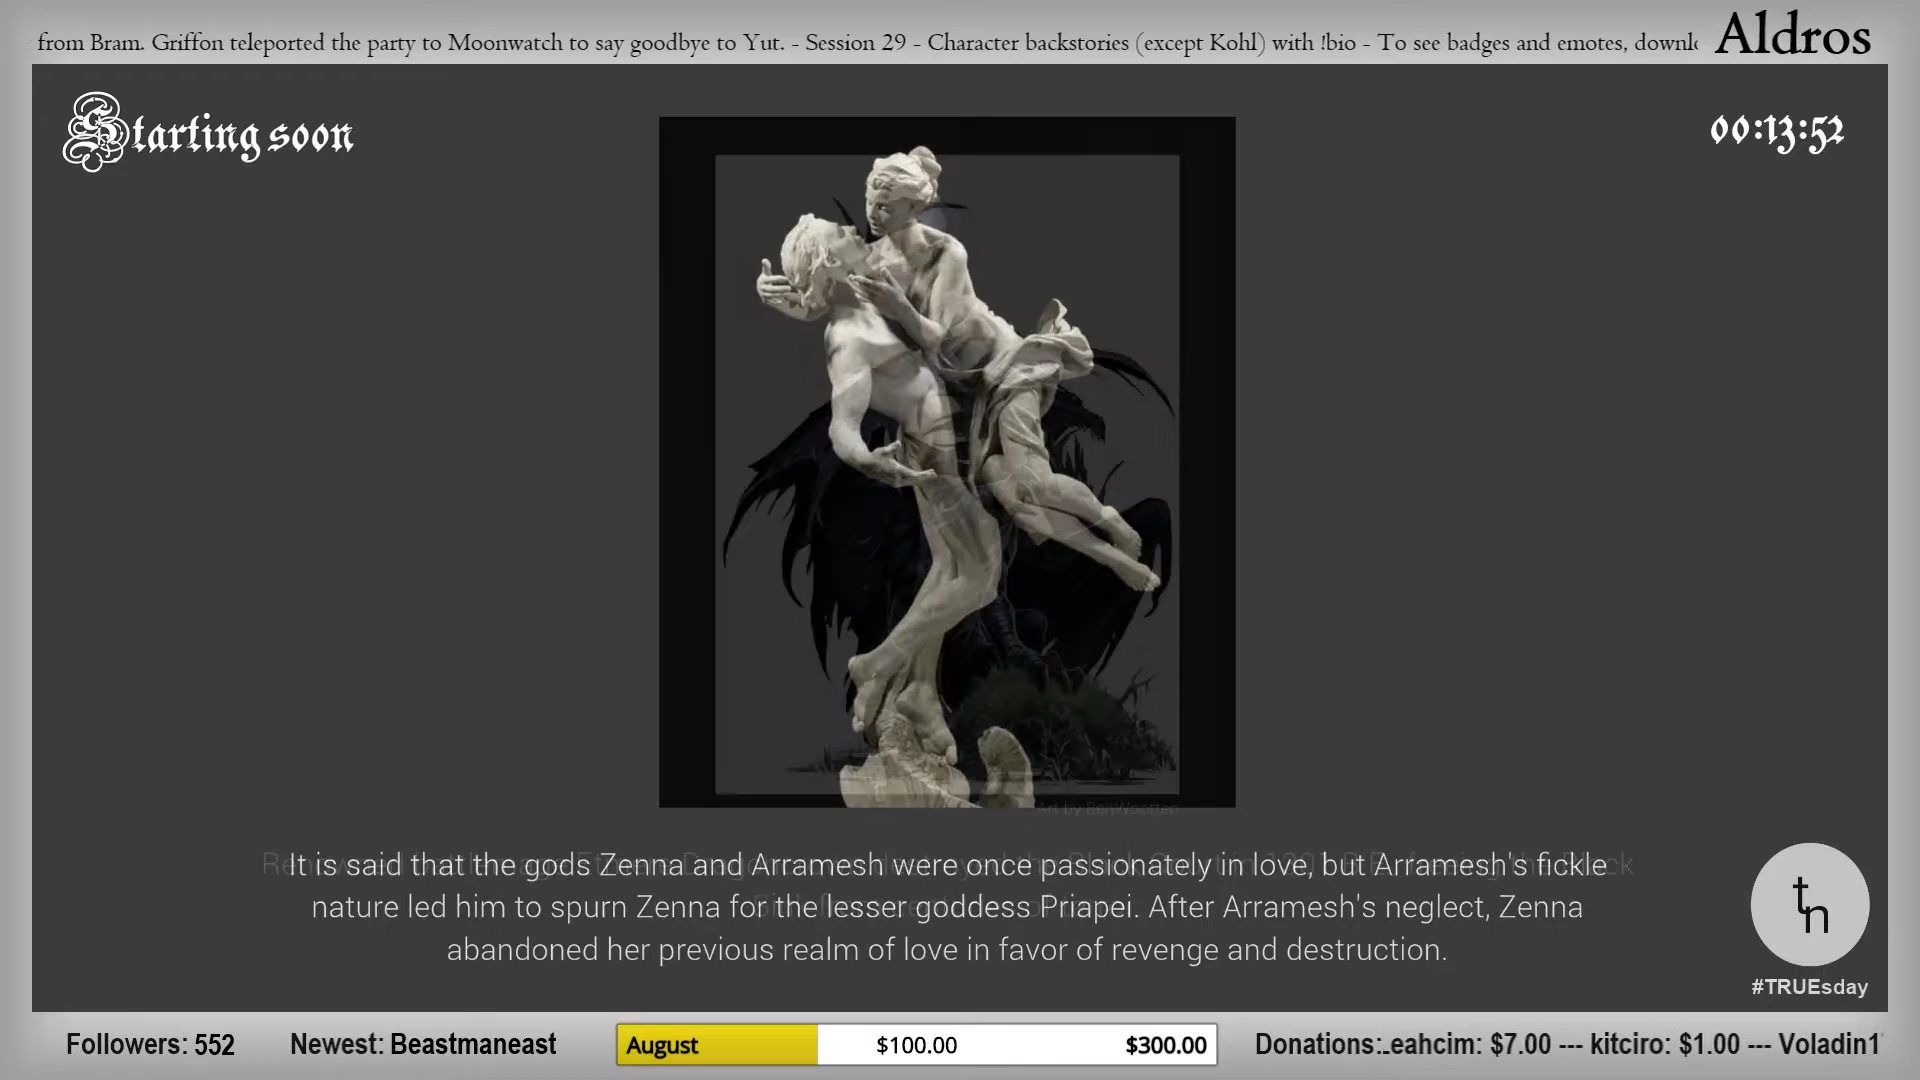 from Bram. Griffon teleported the party to Moonwatch to say goodbye to Yut. - Session 29 - Character backstories (except Kohl) with !bio - To see badges and emotes, downl
Aldros
Starting soon
00:13:52
Art by BenWootten
It is said that the gods Zenna and Arramesh were once passionately in love, but Arramesh's fickle
nature led him to spurn Zenna for the lesser goddess Priapei. After Arramesh's neglect, Zenna
abandoned her previous realm of love in favor of revenge and destruction.
tn
#TRUEsday
Followers: 552
Newest: Beastmaneast
August $100.00 $300.00
Donations:.eahcim: $7.00 --- kitciro: $1.00 --- Voladin1